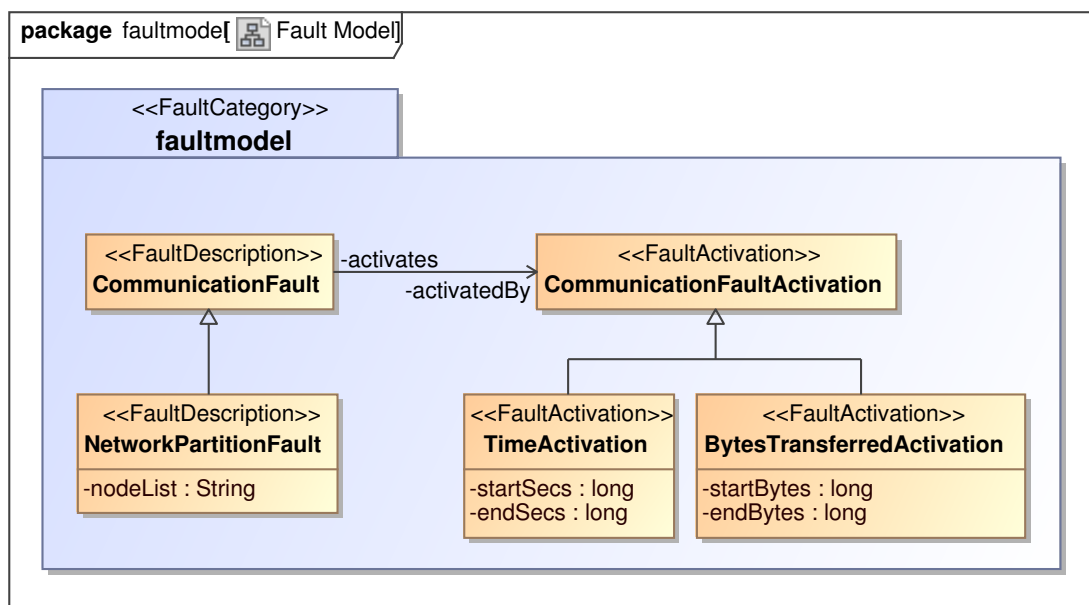 package faultmodel[ Fault Model]
<<FaultCategory>>
faultmodel
<<FaultDescription>>
CommunicationFault
-activates
-activatedBy
<<FaultActivation>>
CommunicationFaultActivation
<<FaultDescription>>
NetworkPartitionFault
-nodeList : String
<<FaultActivation>>
TimeActivation
-startSecs : long
-endSecs : long
<<FaultActivation>>
BytesTransferredActivation
-startBytes : long
-endBytes : long